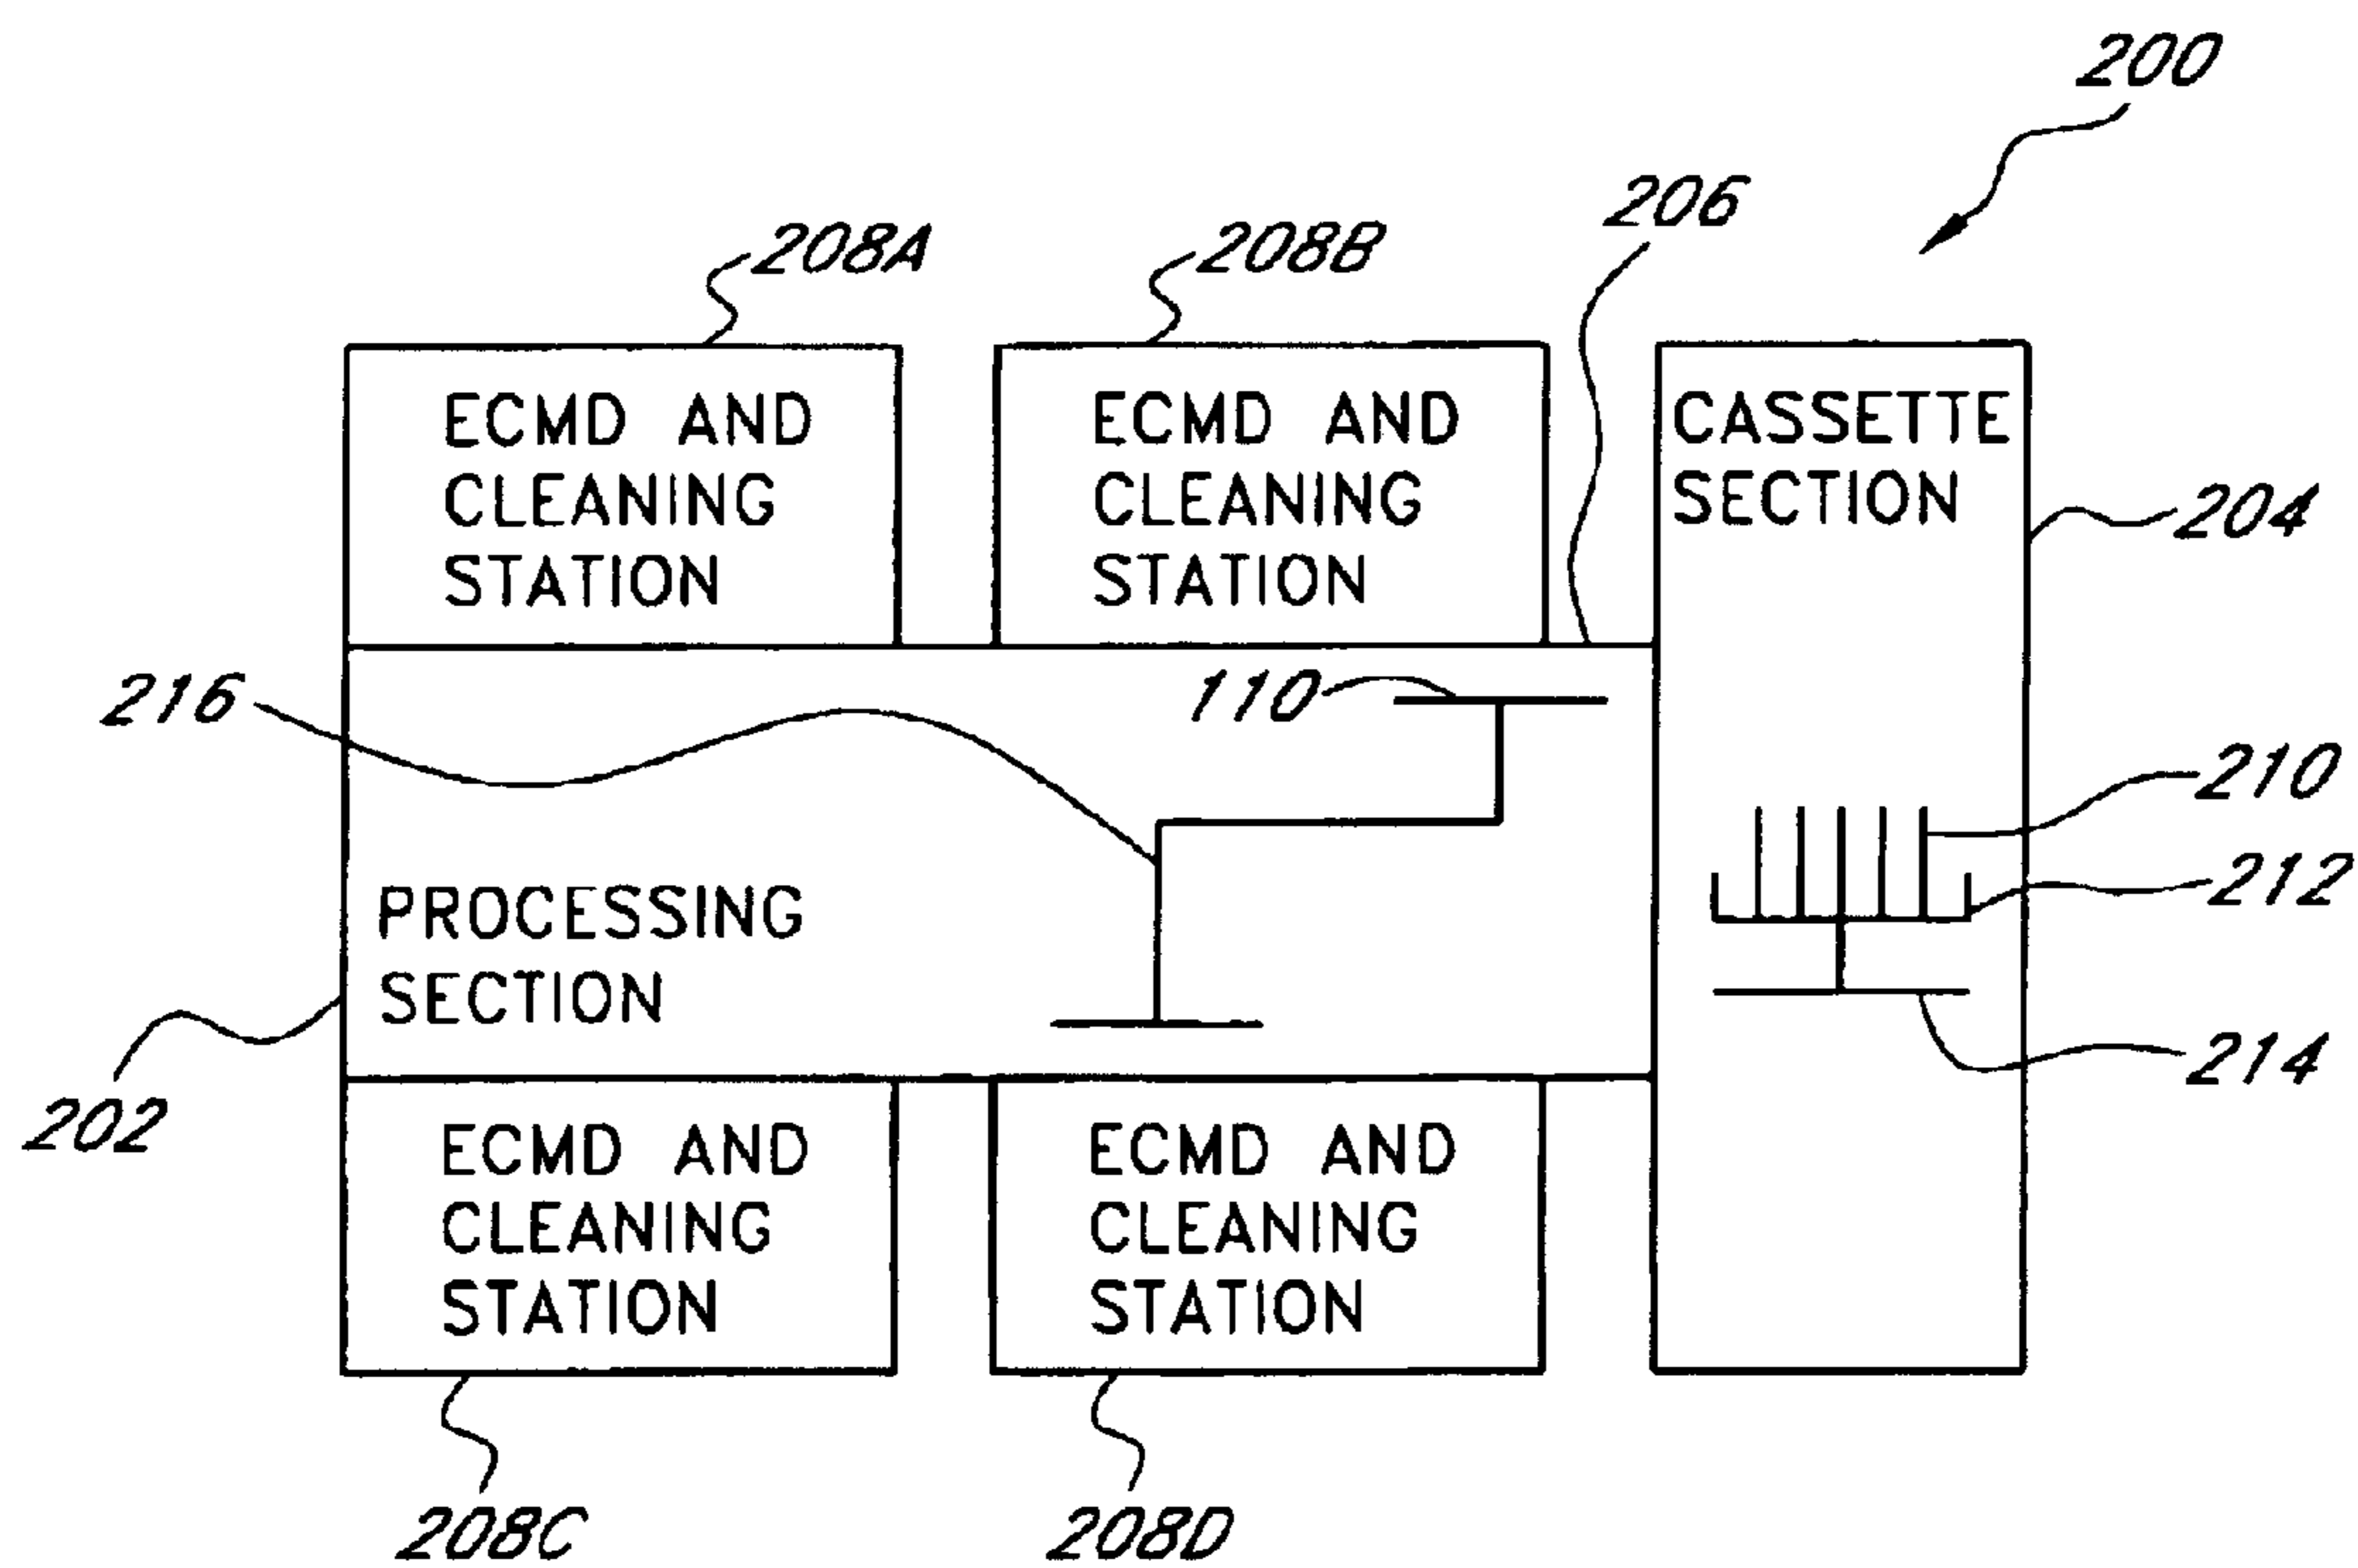 200
206
208A
208B
ECMD AND
CLEANING
STATION
ECMD AND
CLEANING
STATION
CASSETTE
SECTION
204
216
110
210
212
PROCESSING
SECTION
214
202
ECMD AND
CLEANING
STATION
ECMD AND
CLEANING
STATION
208C
208D